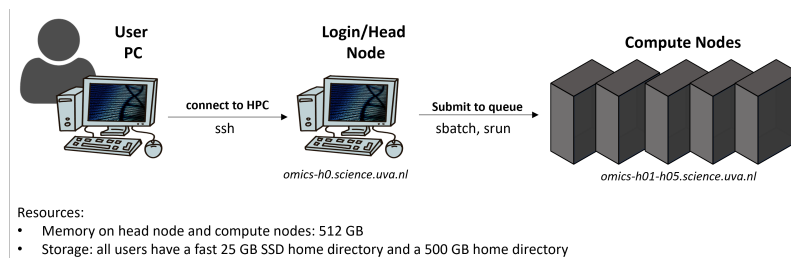 User
PC
Login/Head
Node
Compute Nodes
connect to HPC
ssh
Submit to queue
sbatch, srun
omics-h0.science.uva.nl
omics-h01-h05.science.uva.nl
Resources:
• Memory on head node and compute nodes: 512 GB
• Storage: all users have a fast 25 GB SSD home directory and a 500 GB home directory